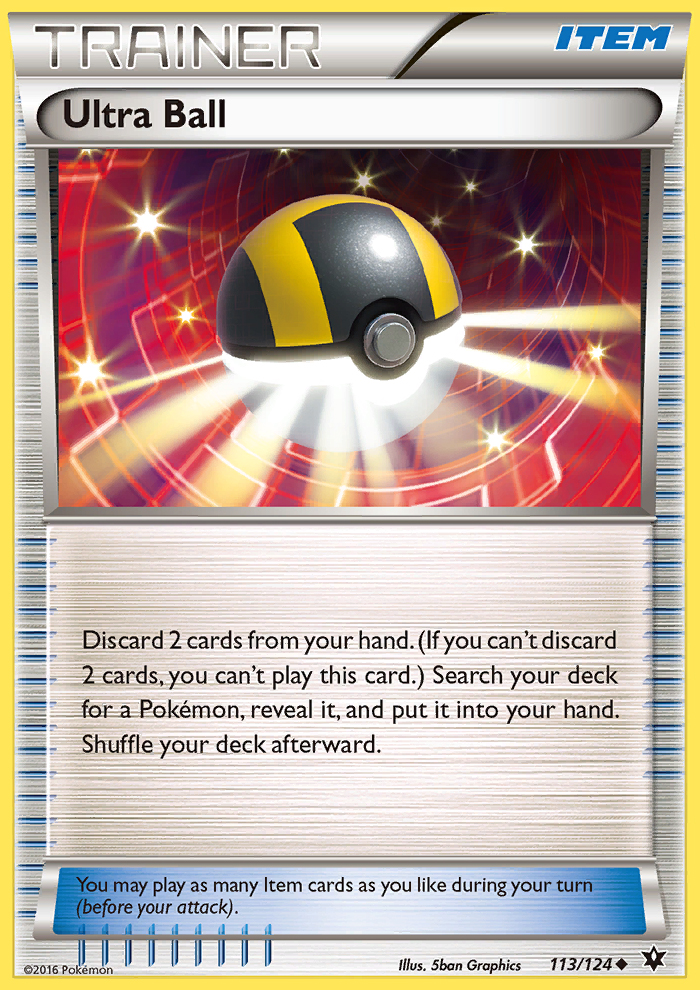 TRAINER
ITEM
Ultra Ball
Discard 2 cards from your hand. (If you can't discard
2 cards, you can't play this card.) Search your deck
for a Pokémon, reveal it, and put it into your hand.
Shuffle your deck afterward.
You may play as many Item cards as you like during your turn
(before your attack).
©2016 Pokémon
Illus. 5ban Graphics
113/124